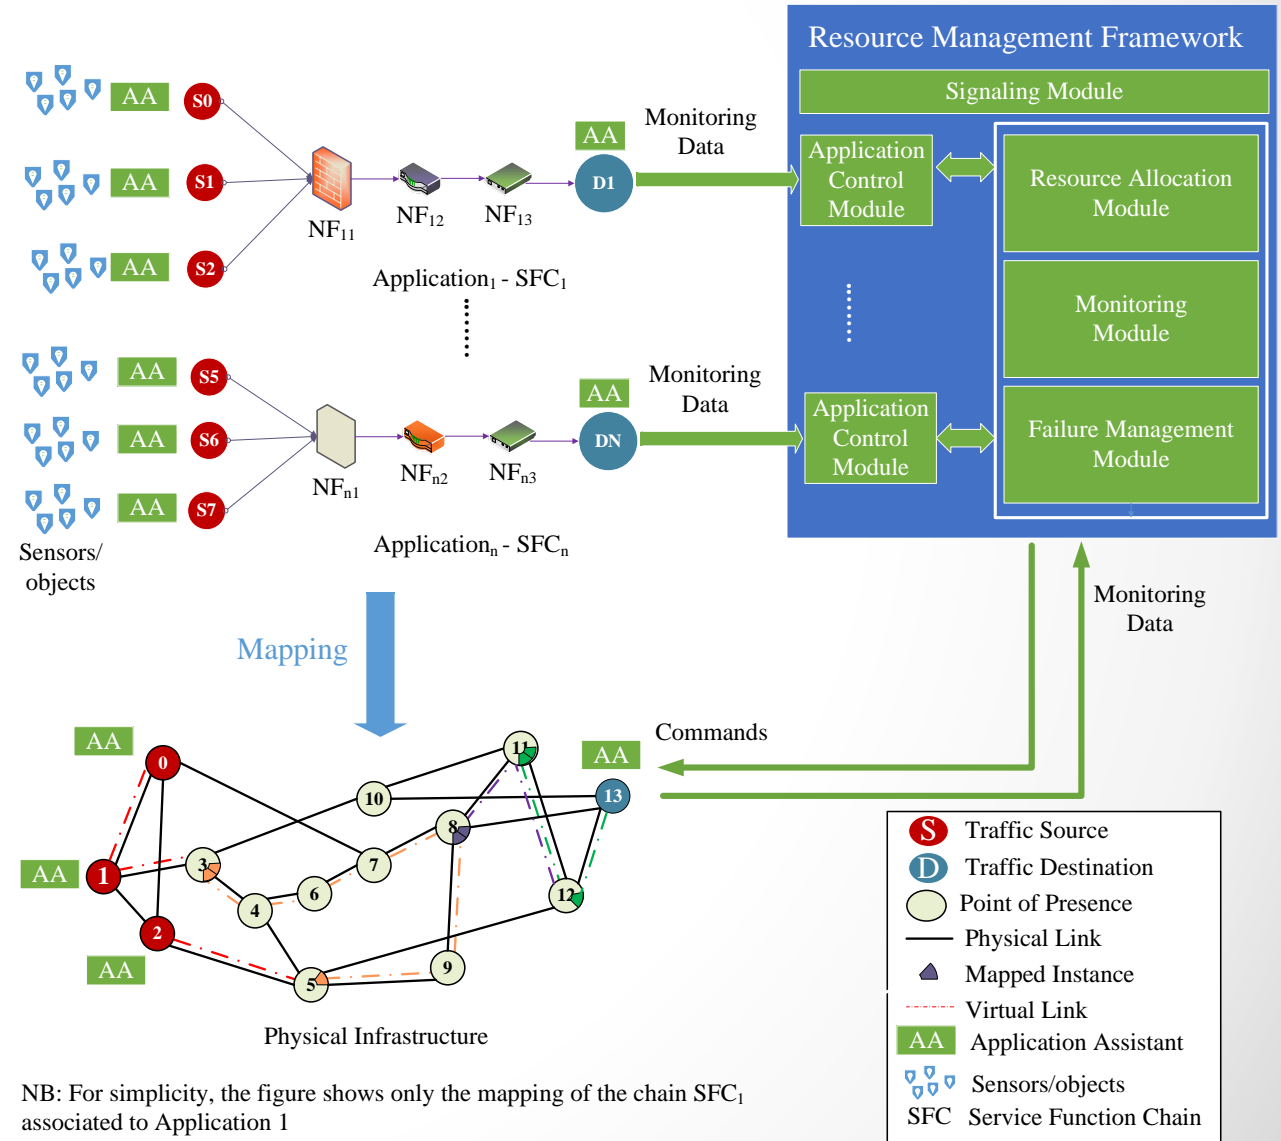 Resource Management Framework
Signaling Module
Application
Control
Module
Resource Allocation
Module
Monitoring
Module
Application
Control
Module
Failure Management
Module
AA
S0
AA
S1
AA
S2
NF11
NF12
NF13
AA
D1
Monitoring
Data
Application1 - SFC1
AA
S5
AA
S6
AA
S7
NFn1
NFn2
NFn3
AA
DN
Monitoring
Data
Applicationn - SFCn
Sensors/
objects
Mapping
Monitoring
Data
Commands
AA
0
AA
1
AA
2
3
4
5
6
7
8
9
10
11
12
AA
13
Physical Infrastructure
S Traffic Source
D Traffic Destination
Point of Presence
Physical Link
Mapped Instance
Virtual Link
AA Application Assistant
Sensors/objects
SFC Service Function Chain
NB: For simplicity, the figure shows only the mapping of the chain SFC1
associated to Application 1